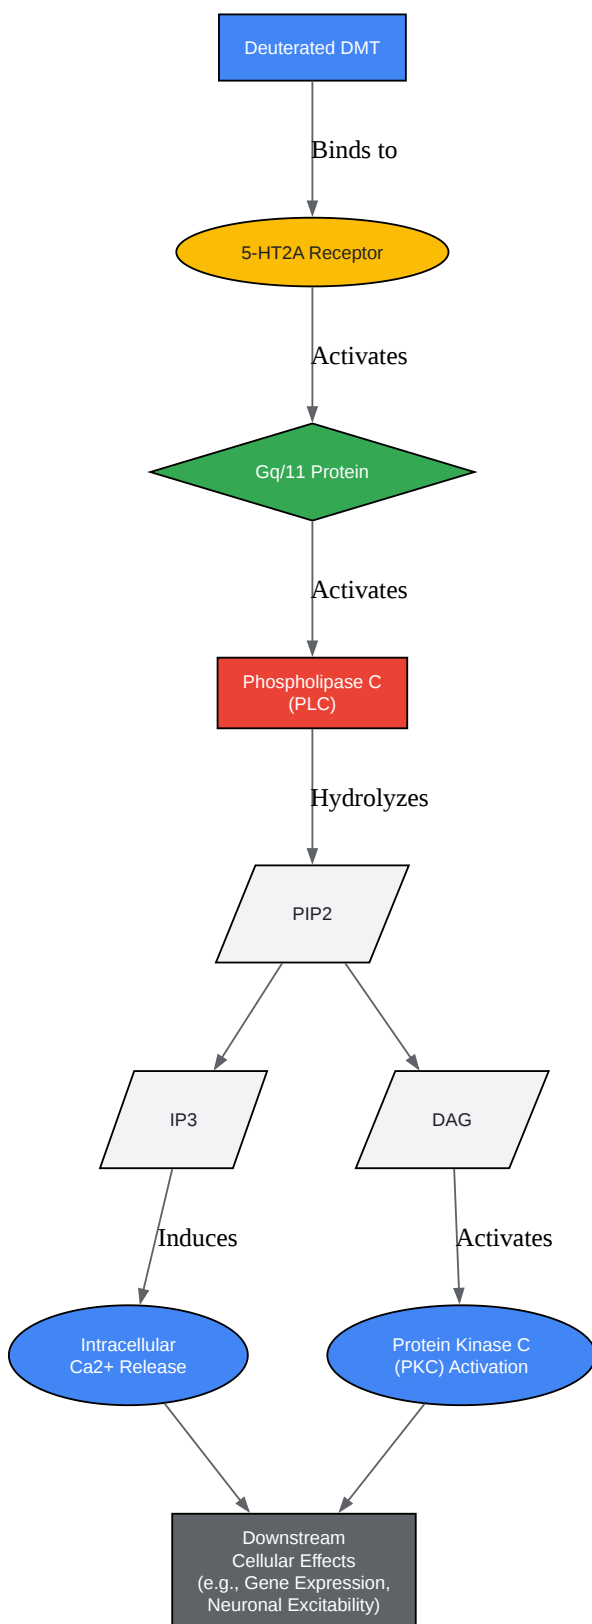 Deuterated DMT
Binds to
5-HT2A Receptor
Activates
Gq/11 Protein
Activates
Phospholipase C
(PLC)
Hydrolyzes
PIP2
IP3
DAG
Induces
Activates
Intracellular
Ca2+ Release
Protein Kinase C
(PKC) Activation
Downstream
Cellular Effects
(e.g., Gene Expression,
Neuronal Excitability)